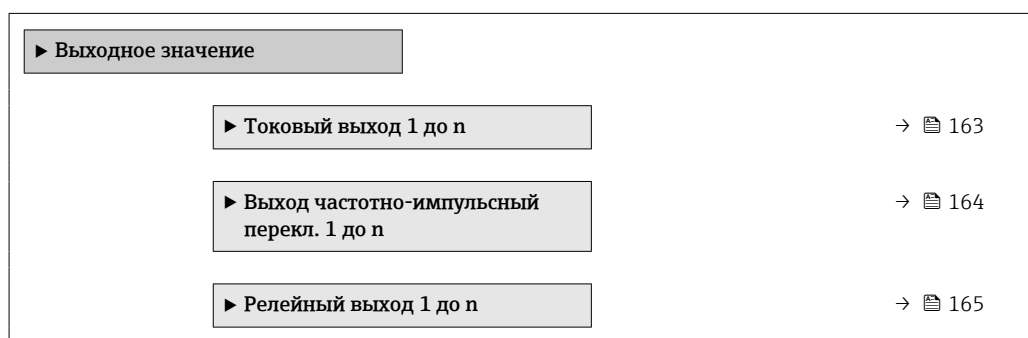 ▶ Выходное значение
▶ Токовый выход 1 до n → 163
▶ Выход частотно-импульсный
перекл. 1 до n → 164
▶ Релейный выход 1 до n → 165